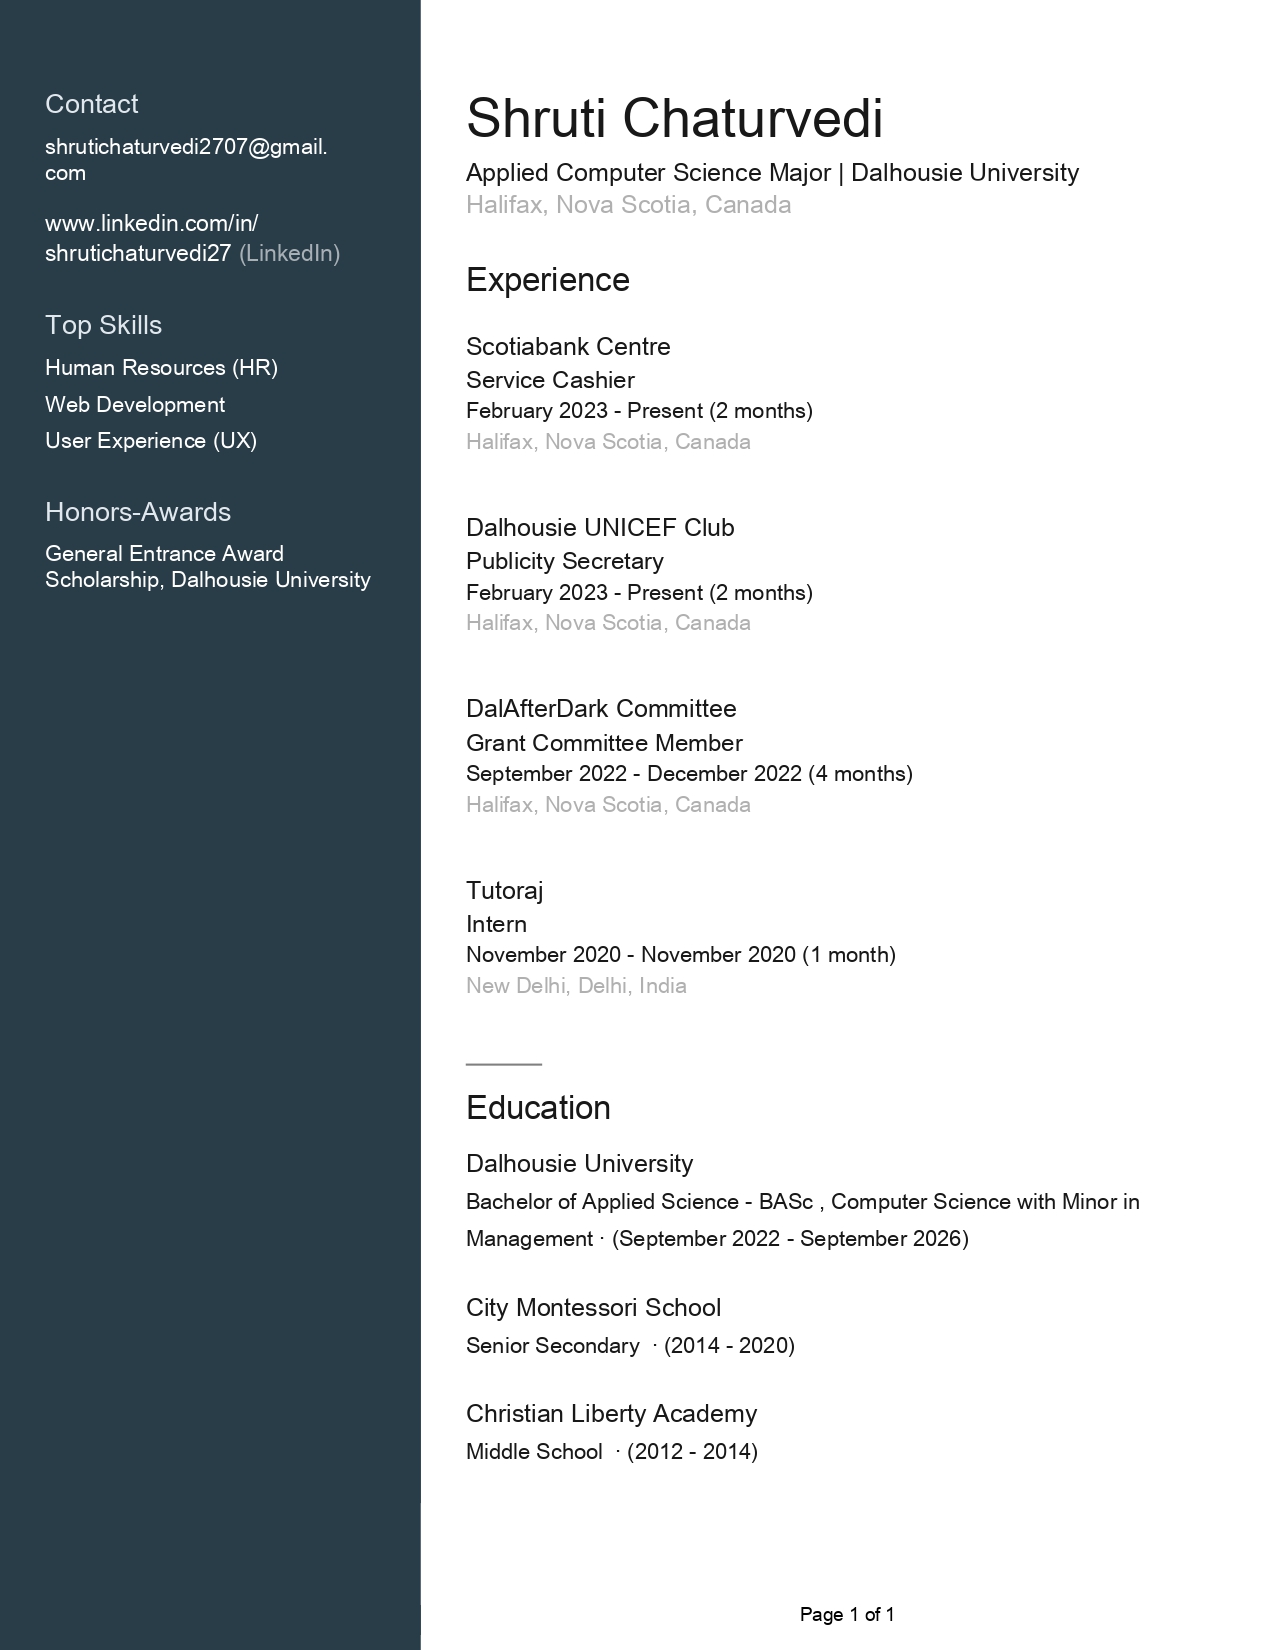 Contact
shrutichaturvedi2707@gmail.
com
www.linkedin.com/in/
shrutichaturvedi27 (LinkedIn)
Top Skills
Human Resources (HR)
Web Development
User Experience (UX)
Honors-Awards
General Entrance Award
Scholarship, Dalhousie University
Shruti Chaturvedi
Applied Computer Science Major | Dalhousie University
Halifax, Nova Scotia, Canada
Experience
Scotiabank Centre
Service Cashier
February 2023 - Present (2 months)
Halifax, Nova Scotia, Canada
Dalhousie UNICEF Club
Publicity Secretary
February 2023 - Present (2 months)
Halifax, Nova Scotia, Canada
DalAfterDark Committee
Grant Committee Member
September 2022 - December 2022 (4 months)
Halifax, Nova Scotia, Canada
Tutoraj
Intern
November 2020 - November 2020 (1 month)
New Delhi, Delhi, India
Education
Dalhousie University
Bachelor of Applied Science - BASc , Computer Science with Minor in
Management · (September 2022 - September 2026)
City Montessori School
Senior Secondary  · (2014 - 2020)
Christian Liberty Academy
Middle School  · (2012 - 2014)
Page 1 of 1